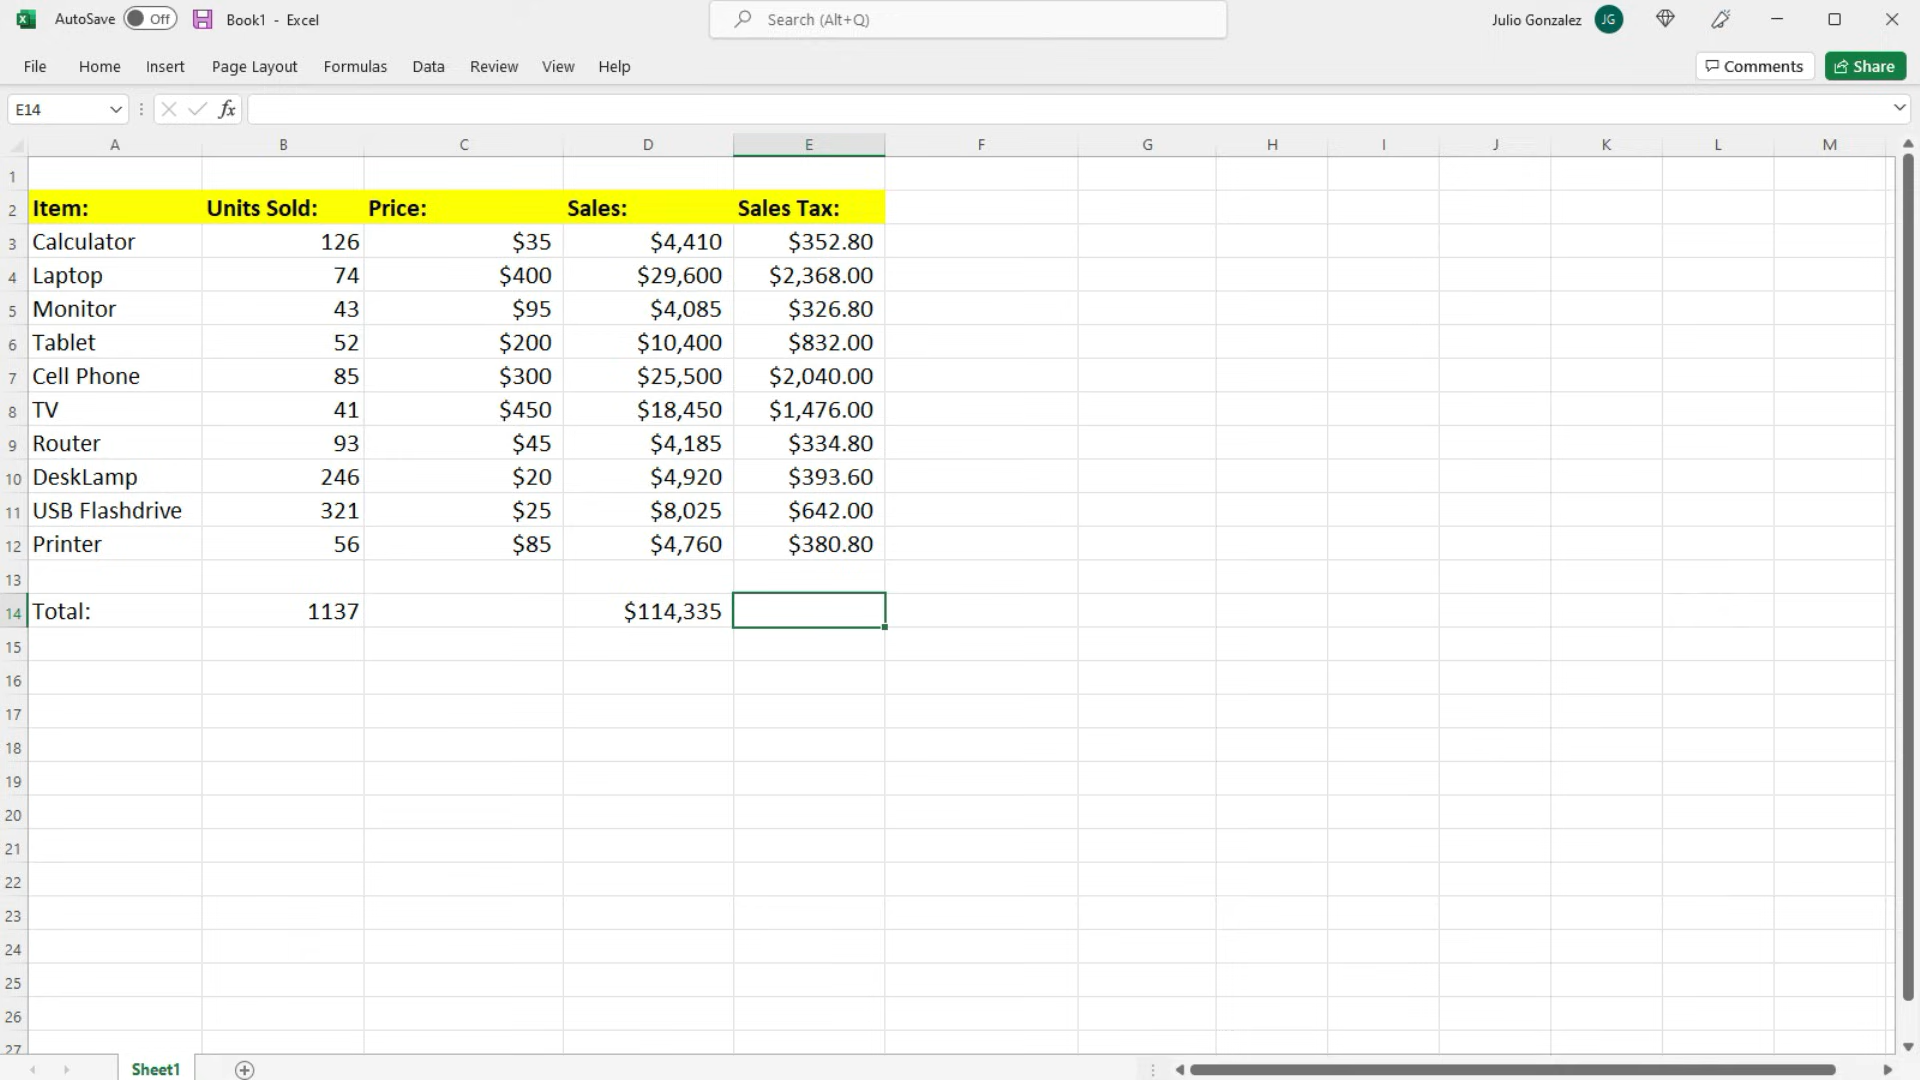 AutoSave Off Book1 - Excel Search (Alt+Q) Julio Gonzalez JG
File Home Insert Page Layout Formulas Data Review View Help Comments Share
E14 fx
A B C D E F G H I J K L M
1
2 Item: Units Sold: Price: Sales: Sales Tax:
3 Calculator 126 $35 $4,410 $352.80
4 Laptop 74 $400 $29,600 $2,368.00
5 Monitor 43 $95 $4,085 $326.80
6 Tablet 52 $200 $10,400 $832.00
7 Cell Phone 85 $300 $25,500 $2,040.00
8 TV 41 $450 $18,450 $1,476.00
9 Router 93 $45 $4,185 $334.80
10 DeskLamp 246 $20 $4,920 $393.60
11 USB Flashdrive 321 $25 $8,025 $642.00
12 Printer 56 $85 $4,760 $380.80
13
14 Total: 1137 $114,335
15
16
17
18
19
20
21
22
23
24
25
26
27
Sheet1